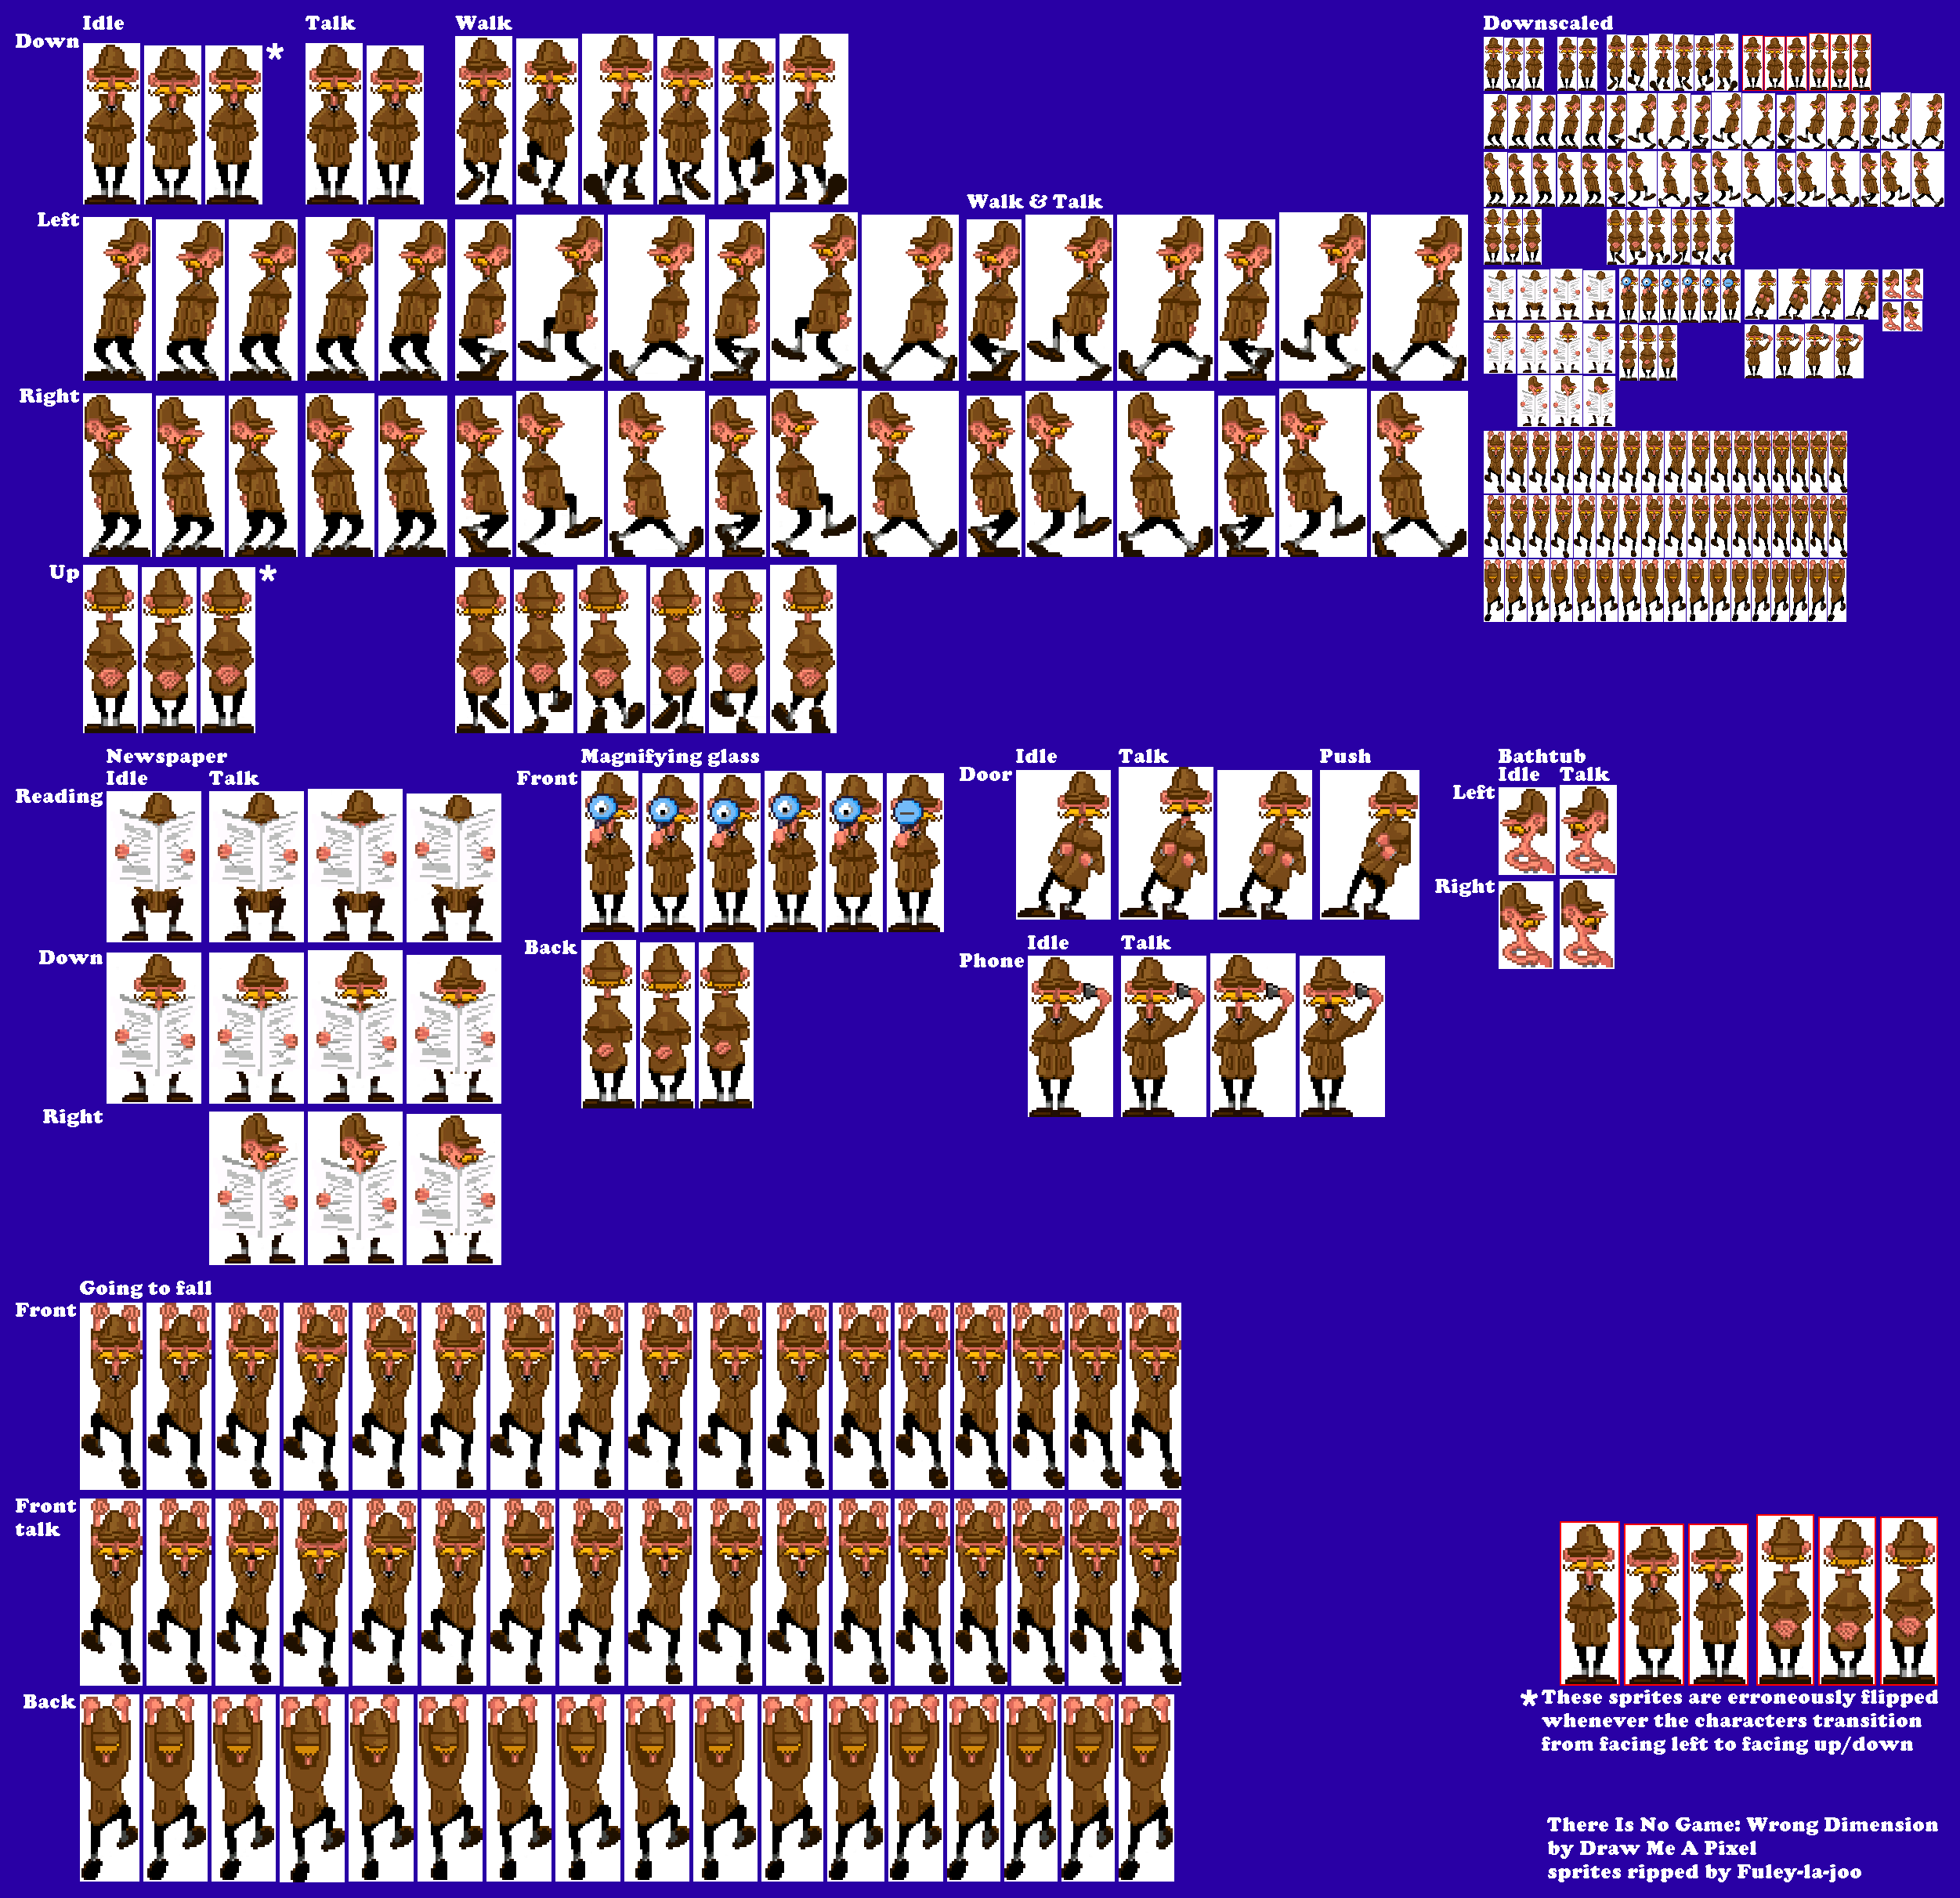 Idle Talk Walk Downscaled
Down *
Left Walk & Talk
Right
Up *
Newspaper Magnifying glass Idle Talk Push Bathtub
Idle Talk Front Door Idle Talk
Reading Left
Right
Back Idle Talk
Down Phone
Right
Going to fall
Front
Front
talk
Back
* These sprites are erroneously flipped
whenever the characters transition
from facing left to facing up/down
There Is No Game: Wrong Dimension
by Draw Me A Pixel
sprites ripped by Fuley-la-joo